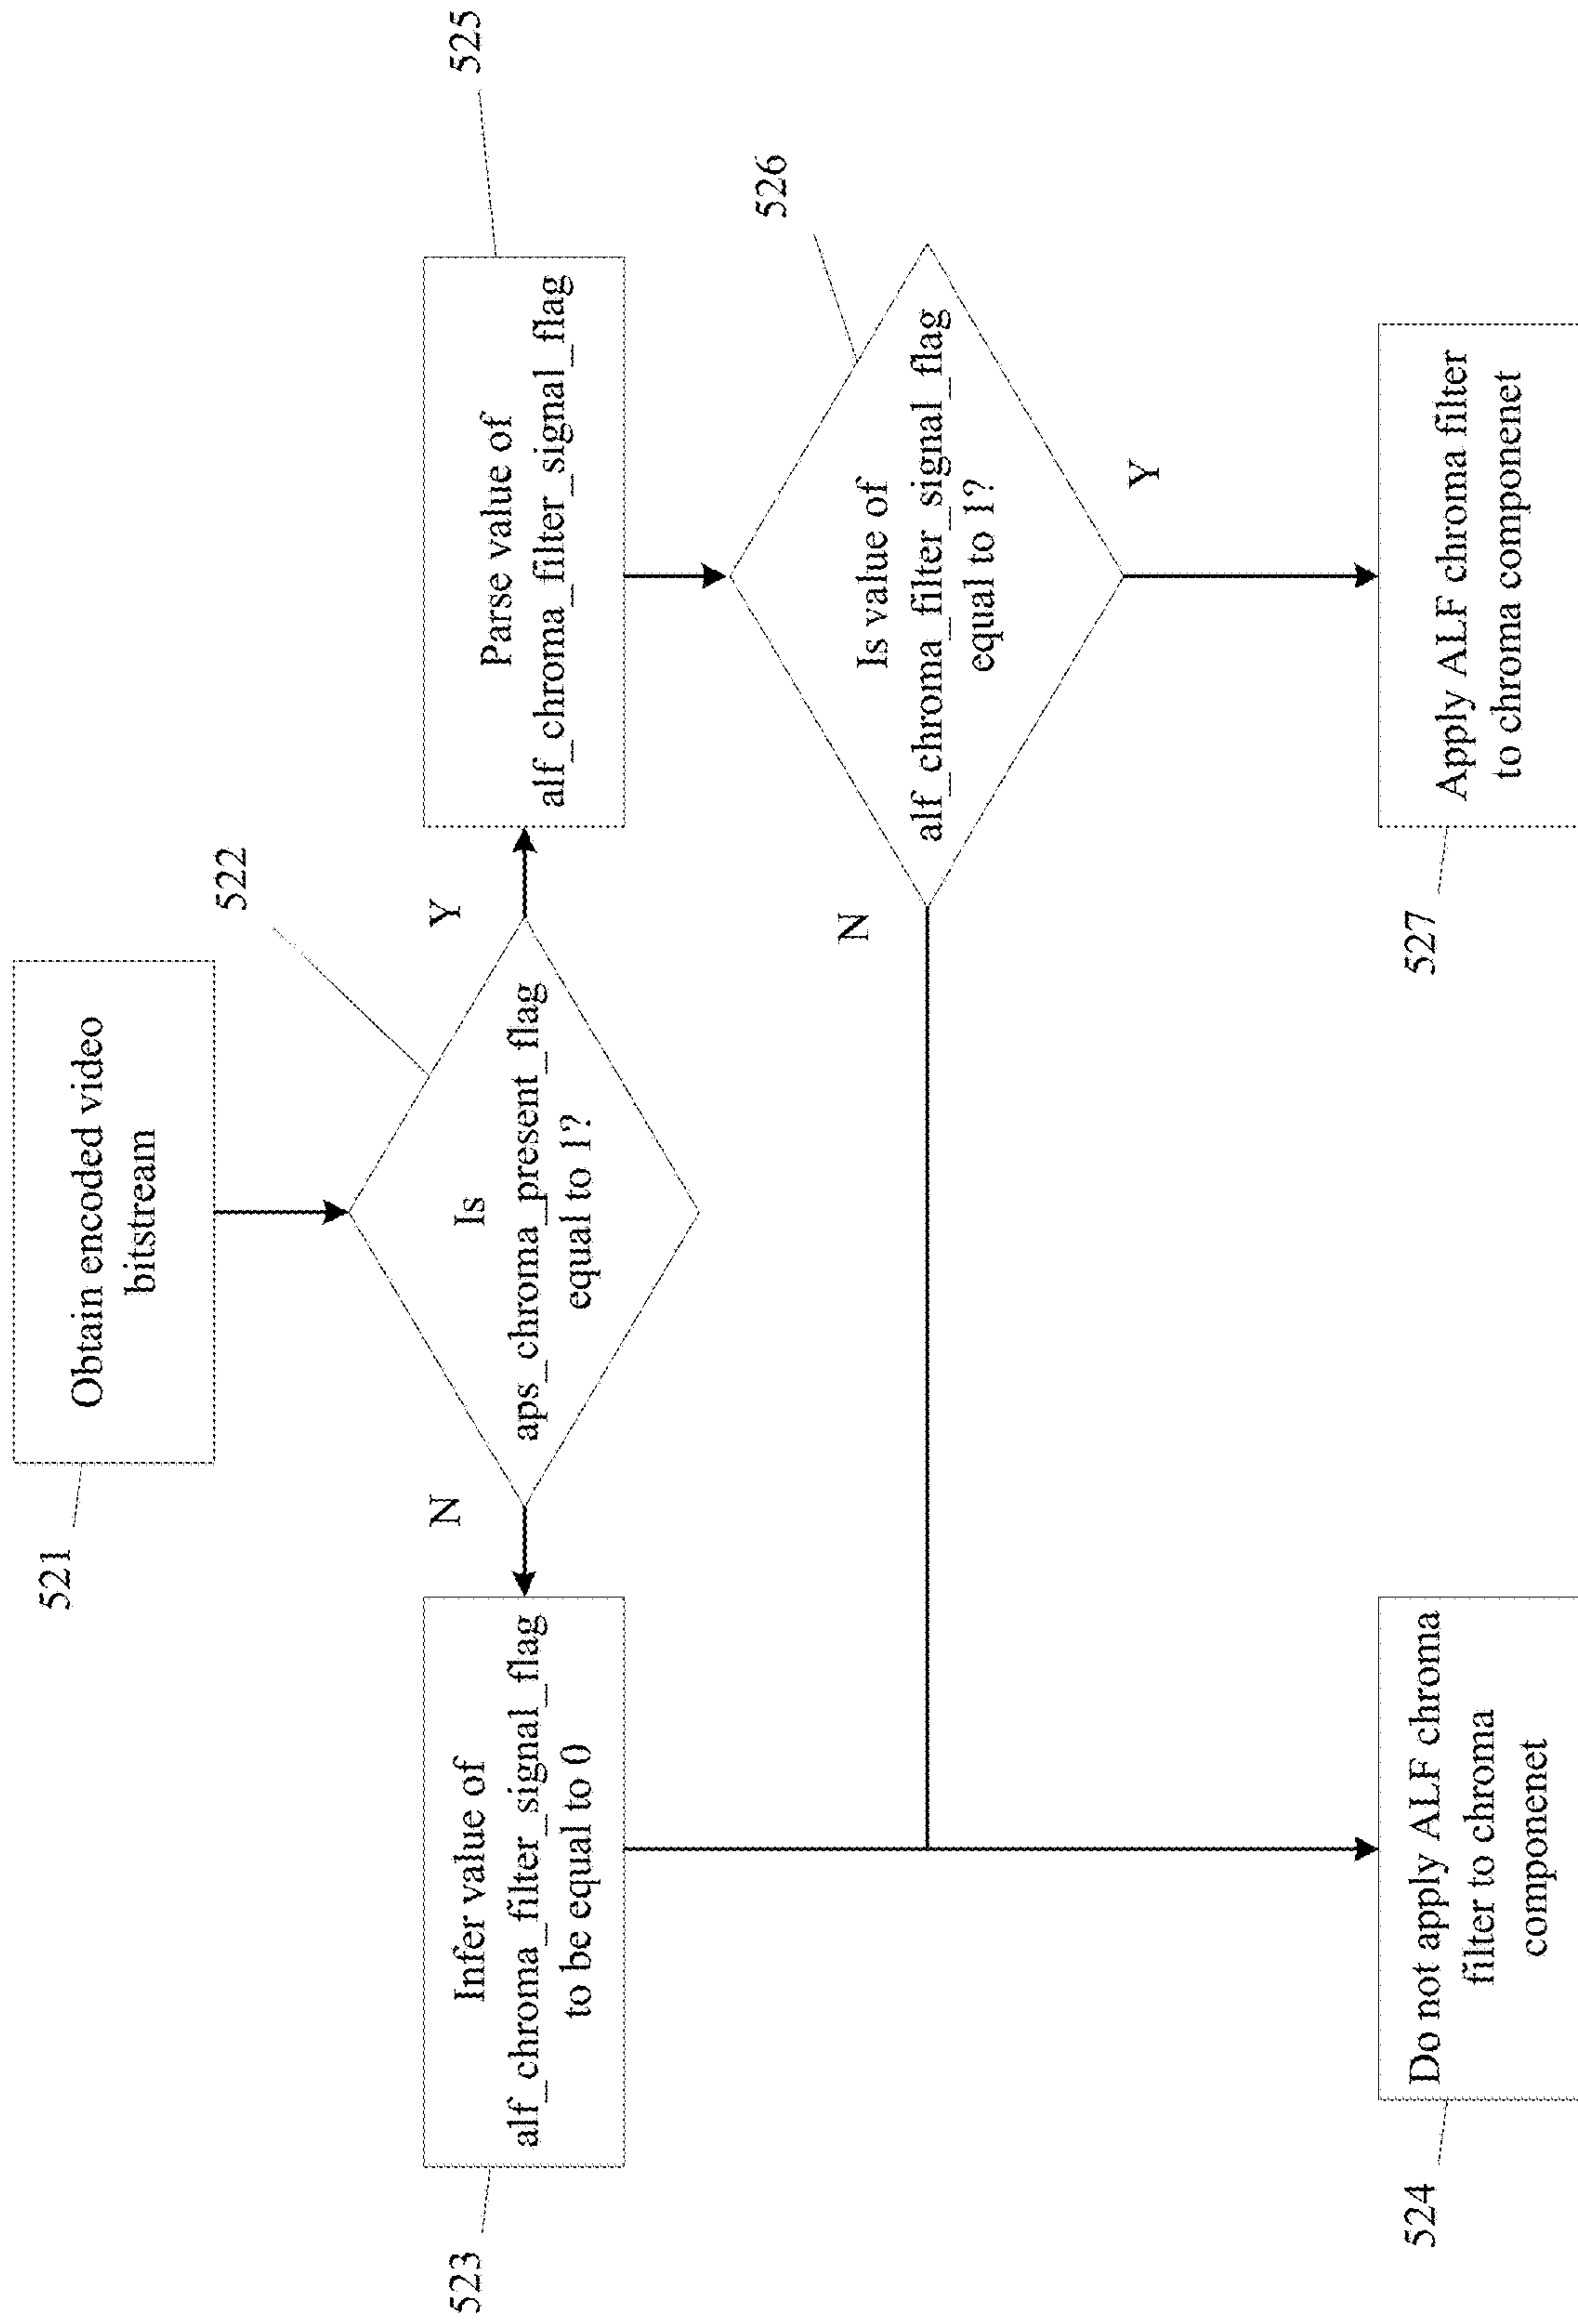 521
Obtain encoded video
bitstream
522
Is
aps_chroma_present_flag
equal to 1?
N
Y
523
Infer value of
alf_chroma_filter_signal_flag
to be equal to 0
525
Parse value of
alf_chroma_filter_signal_flag
526
Is value of
alf_chroma_filter_signal_flag
equal to 1?
N
Y
524
Do not apply ALF chroma
filter to chroma
componenet
527
Apply ALF chroma filter
to chroma componenet